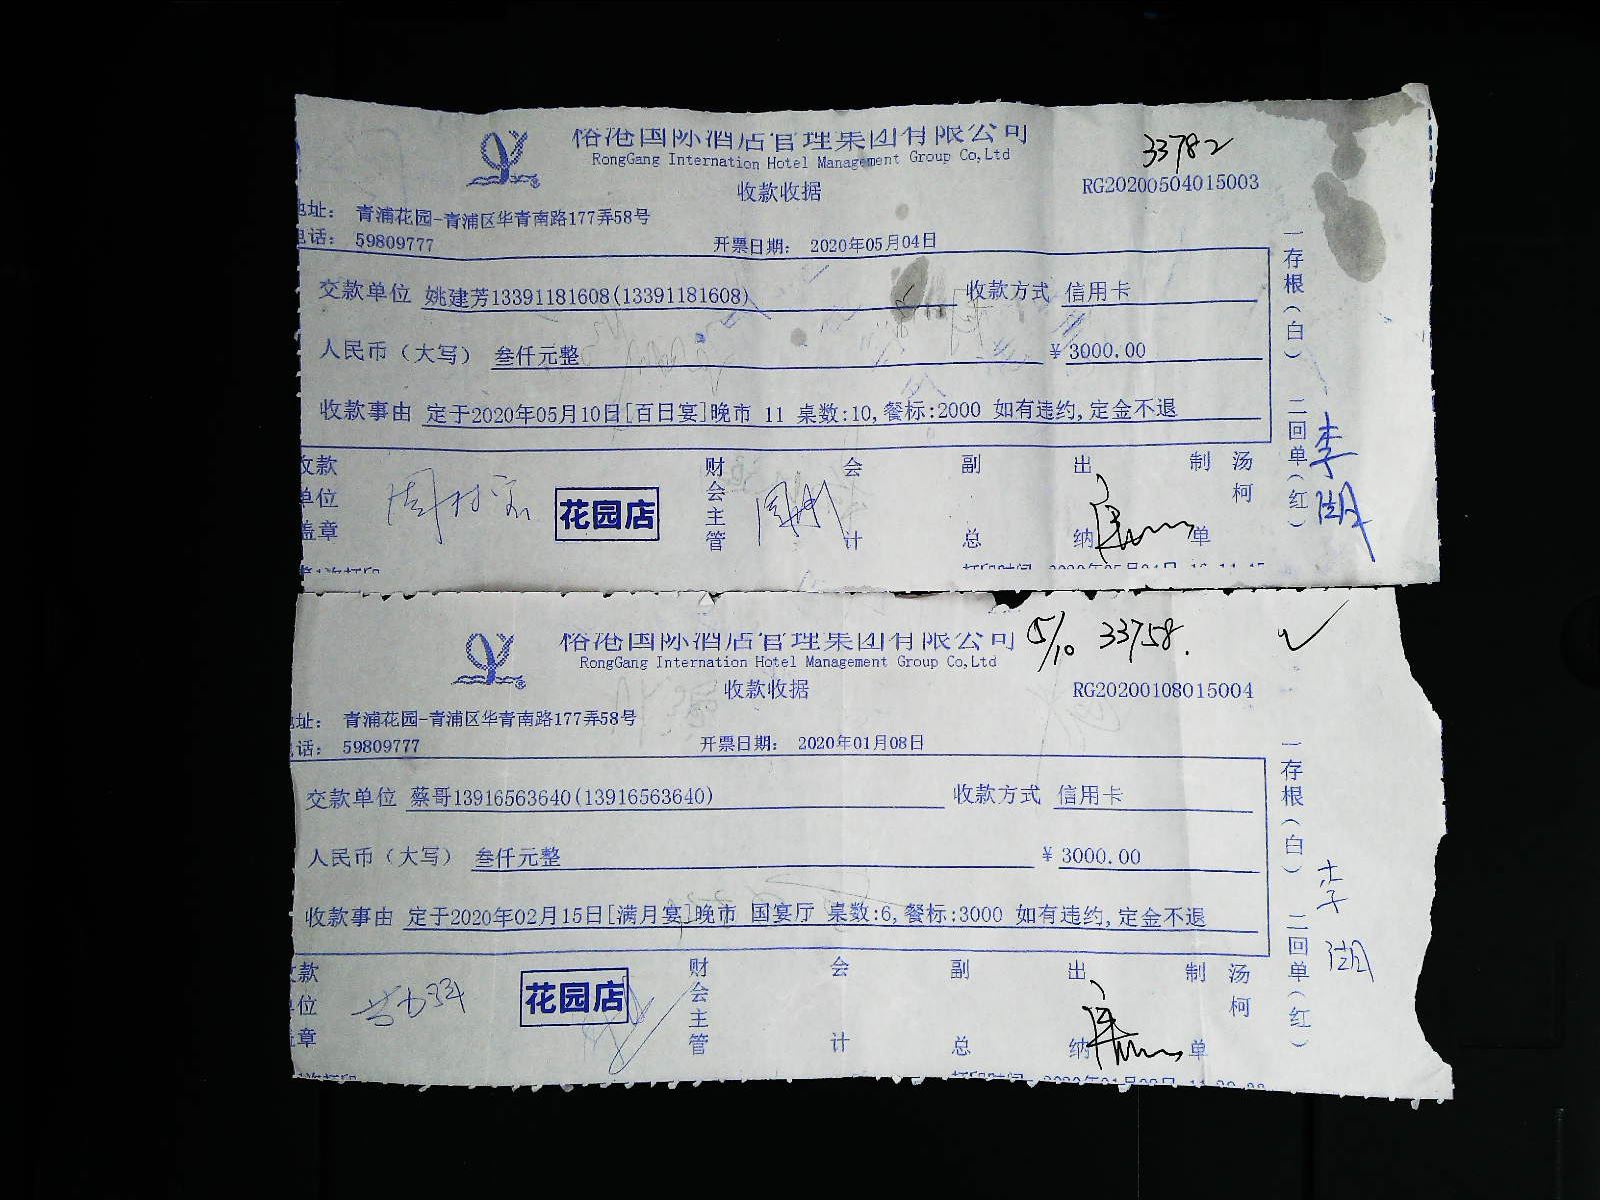 裕港国际酒店管理集团有限公司
33782
RongGang Internation Hotel Management Group Co,Ltd
收款收据
RG20200504015003
地址： 青浦花园-青浦区华青南路177弄58号
电话： 59809777
开票日期： 2020年05月04日
交款单位 姚建芳13391181608(13391181608)
收款方式 信用卡
人民币（大写） 叁仟元整
¥ 3000.00
收款事由 定于2020年05月10日[百日宴]晚市 11 桌数:10,餐标:2000 如有违约,定金不退
收款单位盖章
花园店
财会主管
会计
副总
出纳
制单
汤柯
一存根（白） 二回单（红）
李湖
裕港国际酒店管理集团有限公司
5/10 33758.
RongGang Internation Hotel Management Group Co,Ltd
收款收据
RG20200108015004
地址： 青浦花园-青浦区华青南路177弄58号
电话： 59809777
开票日期： 2020年01月08日
交款单位 蔡哥13916563640(13916563640)
收款方式 信用卡
人民币（大写） 叁仟元整
¥ 3000.00
收款事由 定于2020年02月15日[满月宴]晚市 国宴厅 桌数:6,餐标:3000 如有违约,定金不退
收款单位盖章
花园店
财会主管
会计
副总
出纳
制单
汤柯
一存根（白） 二回单（红）
李湖